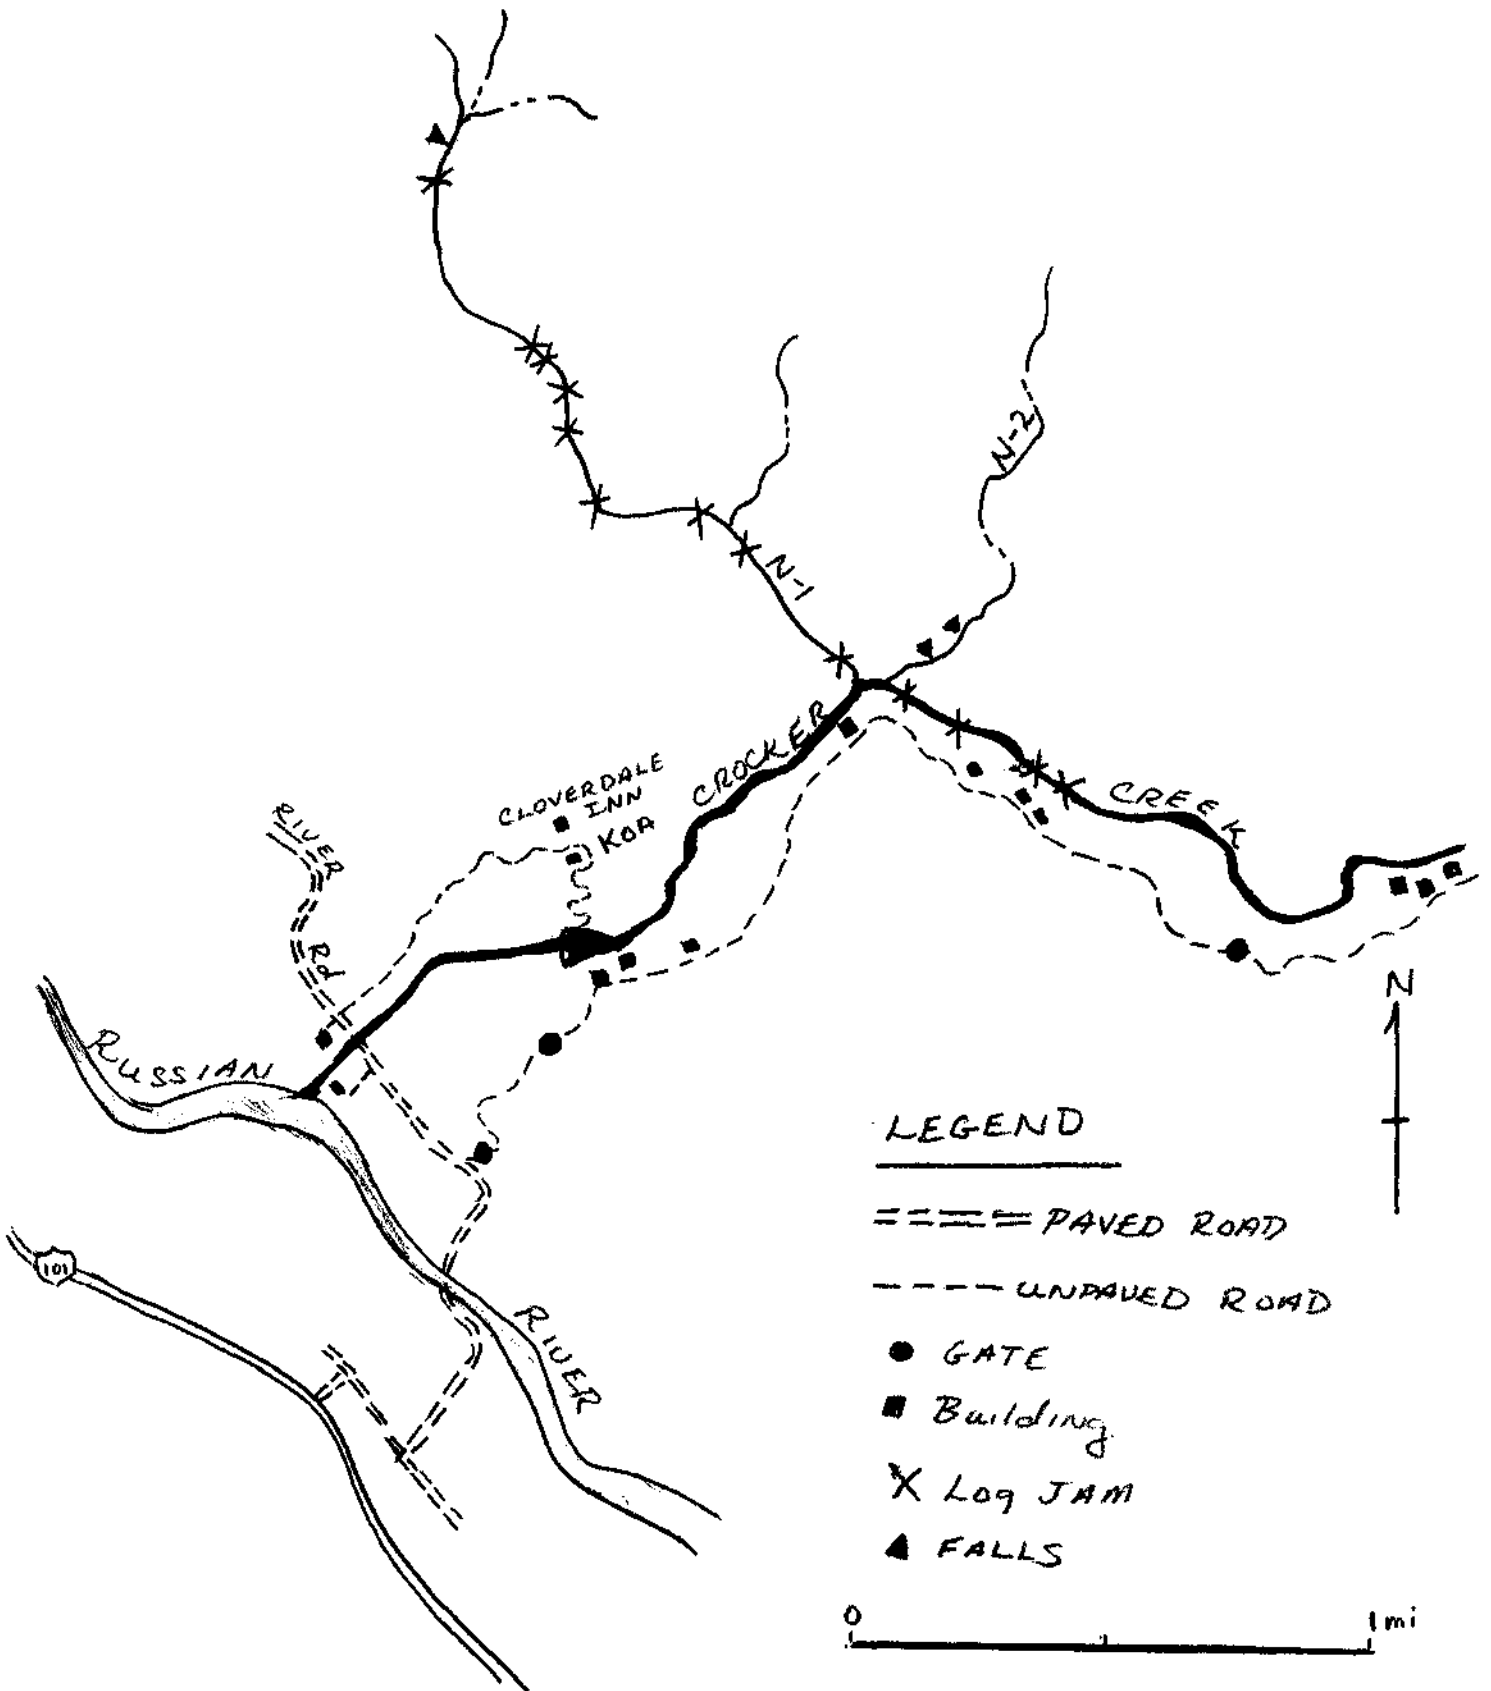 N-2
N-1
CROCKER CREEK
CLOVERDALE
INN
KOA
RIVER Rd
RUSSIAN RIVER
101
N
LEGEND
PAVED ROAD
UNPAVED ROAD
GATE
Building
X Log JAM
FALLS
0 1 mi